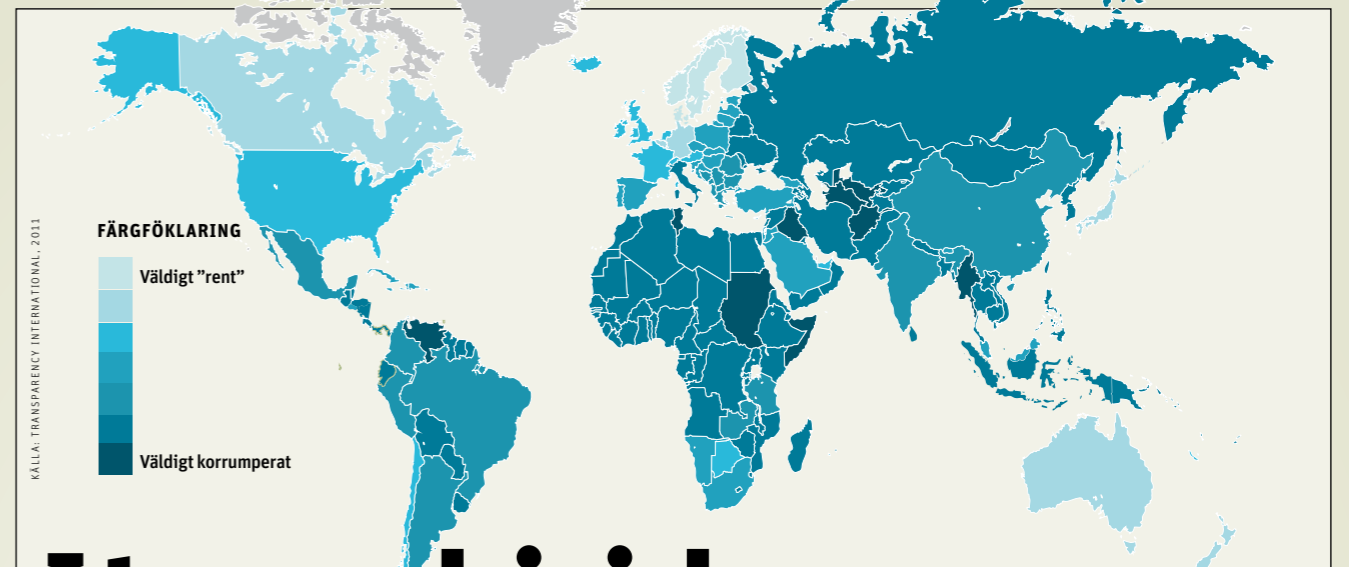 FÄRGFÖKLARING
Väldigt ”rent”
Väldigt korrumperat
KÄLLA: TRANSPARENCY INTERNATIONAL, 2011